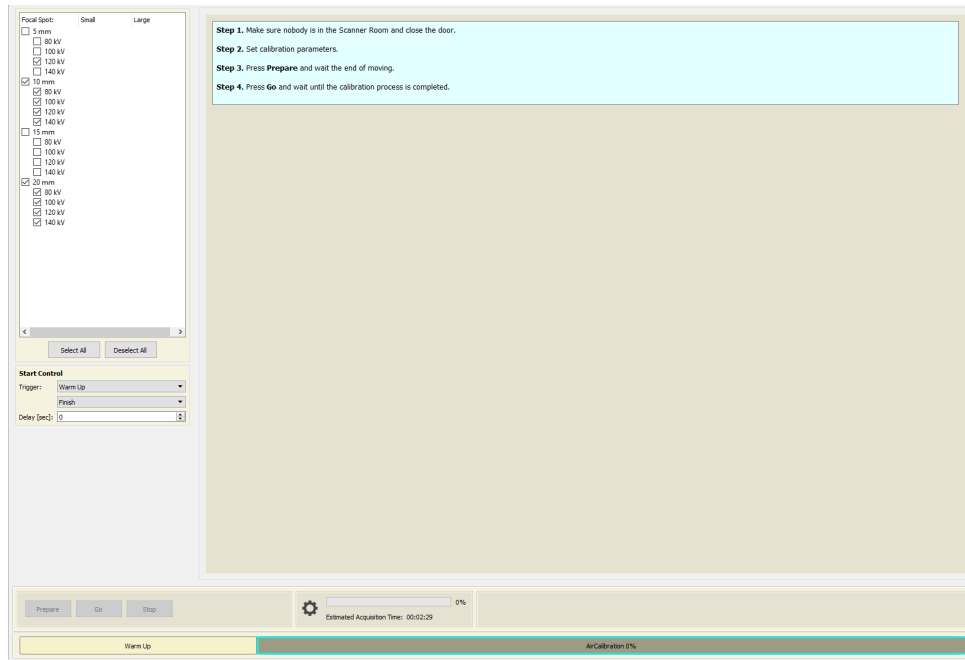 Focal Spot: Small Large
5 mm
80 kV
100 kV
120 kV
140 kV
10 mm
80 kV
100 kV
120 kV
140 kV
15 mm
80 kV
100 kV
120 kV
140 kV
20 mm
80 kV
100 kV
120 kV
140 kV
Select All Deselect All
Start Control
Trigger: Warm Up
Finish
Delay [sec]: 0
Step 1. Make sure nobody is in the Scanner Room and close the door.
Step 2. Set calibration parameters.
Step 3. Press Prepare and wait the end of moving.
Step 4. Press Go and wait until the calibration process is completed.
Prepare Go Stop
0%
Estimated Acquisition Time: 00:02:29
Warm Up AirCalibration 0%